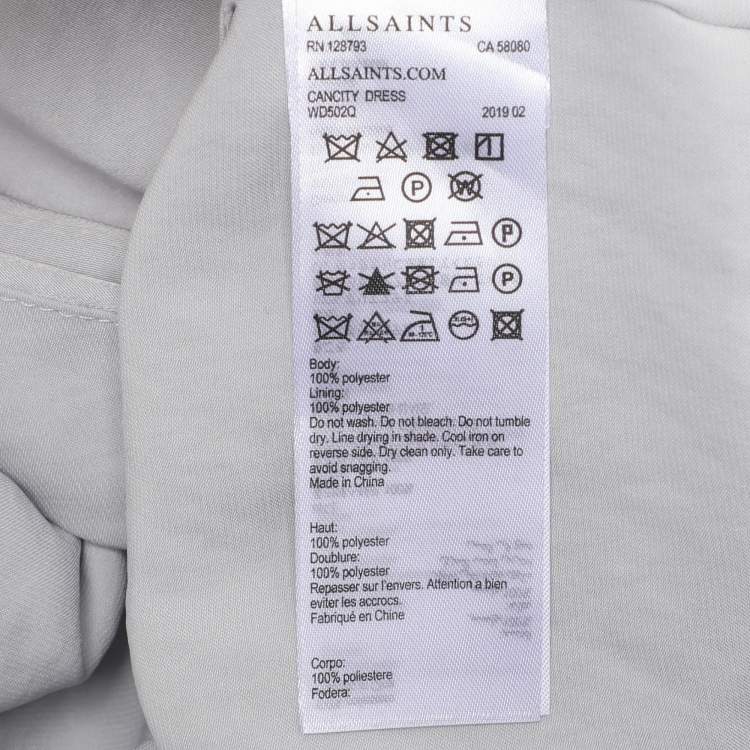 ALLSAINTS
RN 128793 CA 58080
ALLSAINTS.COM
CANCITY DRESS
WD502Q 2019 02
P W
P
P
Body:
100% polyester
Lining:
100% polyester
Do not wash. Do not bleach. Do not tumble
dry. Line drying in shade. Cool iron on
reverse side. Dry clean only. Take care to
avoid snagging.
Made in China
Haut:
100% polyester
Doublure:
100% polyester
Repasser sur l'envers. Attention a bien
eviter les accrocs.
Fabriqué en Chine
Corpo:
100% poliestere
Fodera: